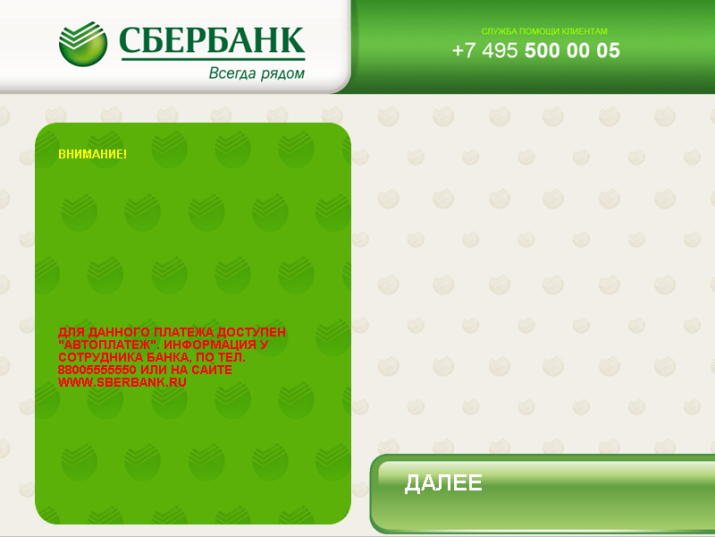 СБЕРБАНК
Всегда рядом
СЛУЖБА ПОМОЩИ КЛИЕНТАМ
+7 495 500 00 05
ВНИМАНИЕ!
ДЛЯ ДАННОГО ПЛАТЕЖА ДОСТУПЕН
"АВТОПЛАТЕЖ". ИНФОРМАЦИЯ У
СОТРУДНИКА БАНКА, ПО ТЕЛ.
88005555550 ИЛИ НА САЙТЕ
WWW.SBERBANK.RU
ДАЛЕЕ